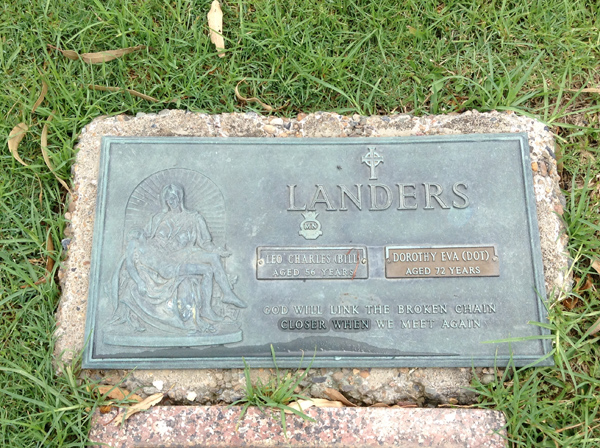 LANDERS
LEO CHARLES (BILL)
AGED 56 YEARS
DOROTHY EVA (DOT)
AGED 72 YEARS
GOD WILL LINK THE BROKEN CHAIN
CLOSER WHEN WE MEET AGAIN